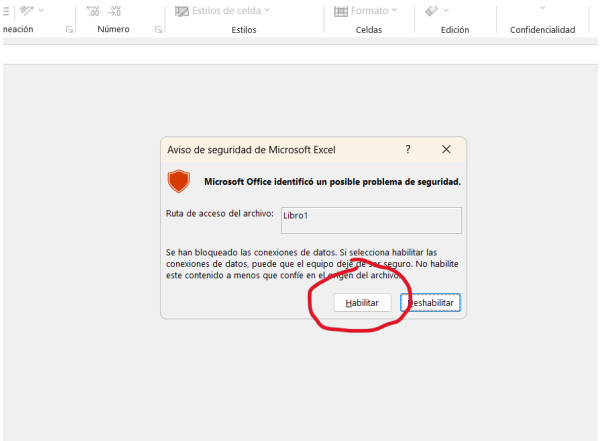 Estilos de celda
Formato
neación
Número
Estilos
Celdas
Edición
Confidencialidad
Aviso de seguridad de Microsoft Excel
?
Microsoft Office identificó un posible problema de seguridad.
Ruta de acceso del archivo:
Libro1
Se han bloqueado las conexiones de datos. Si selecciona habilitar las
conexiones de datos, puede que el equipo deje de ser seguro. No habilite
este contenido a menos que confíe en el origen del archivo.
Habilitar
Deshabilitar